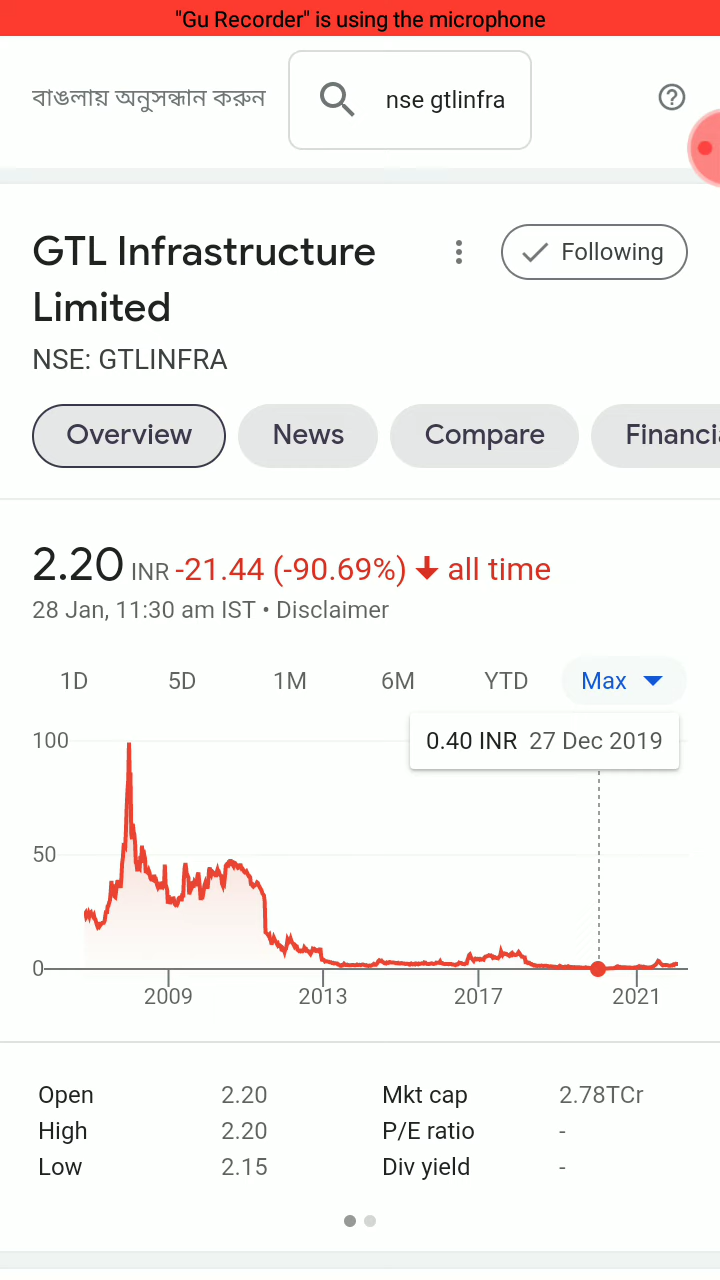 "Gu Recorder" is using the microphone
বাঙলায় অনুসন্ধান করুন
nse gtlinfra
GTL Infrastructure
Limited
Following
NSE: GTLINFRA
Overview
News
Compare
Financia
2.20 INR -21.44 (-90.69%) ↓ all time
28 Jan, 11:30 am IST • Disclaimer
1D 5D 1M 6M YTD Max
0.40 INR 27 Dec 2019
100
50
0
2009 2013 2017 2021
Open 2.20 Mkt cap 2.78TCr
High 2.20 P/E ratio -
Low 2.15 Div yield -